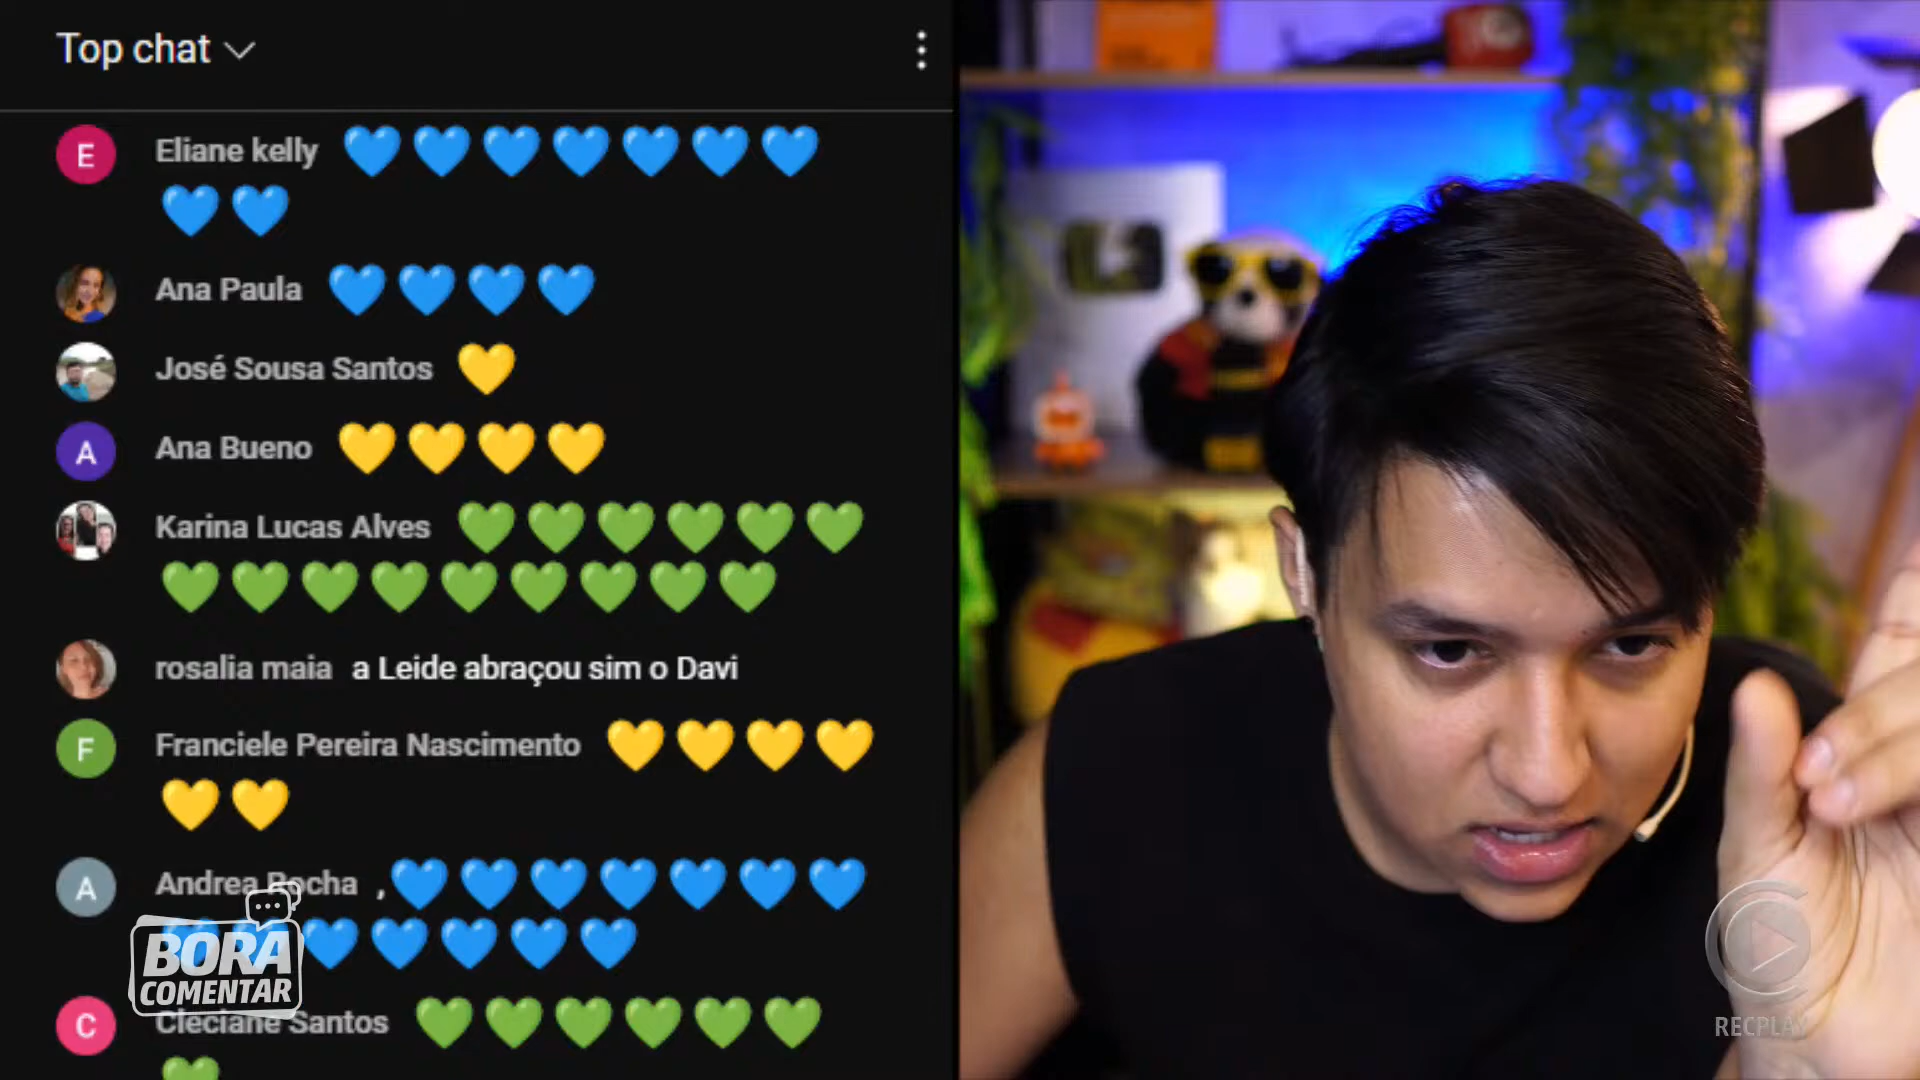 Top chat
E Eliane kelly 💙💙💙💙💙💙💙
💙💙
Ana Paula 💙💙💙💙
José Sousa Santos 💛
A Ana Bueno 💛💛💛💛
Karina Lucas Alves 💚💚💚💚💚💚
💚💚💚💚💚💚💚💚💚
rosalia maia a Leide abraçou sim o Davi
F Franciele Pereira Nascimento 💛💛💛💛
💛💛
A Andrea Rocha ,💙💙💙💙💙💙💙
💙💙💙💙💙💙💙
BORA
COMENTAR
C Cleciane Santos 💚💚💚💚💚💚
💚
RECPLAY